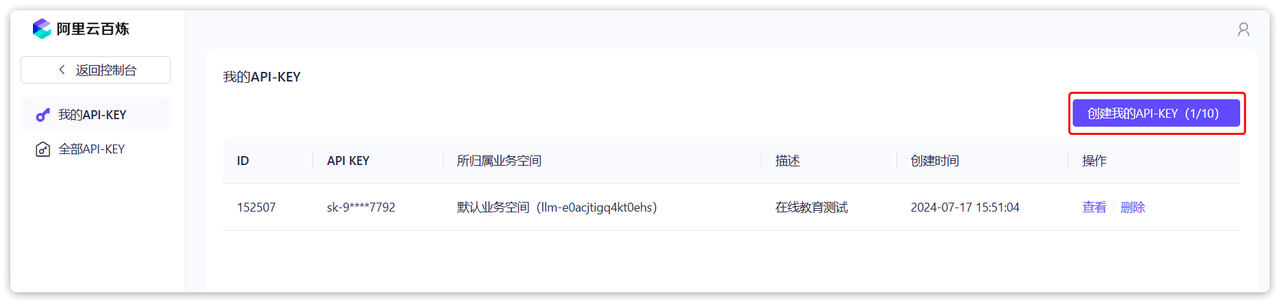 阿里云百炼
返回控制台
我的API-KEY
全部API-KEY
我的API-KEY
创建我的API-KEY（1/10）
ID API KEY 所归属业务空间 描述 创建时间 操作
152507 sk-9****7792 默认业务空间（llm-e0acjtigq4kt0ehs） 在线教育测试 2024-07-17 15:51:04 查看 删除